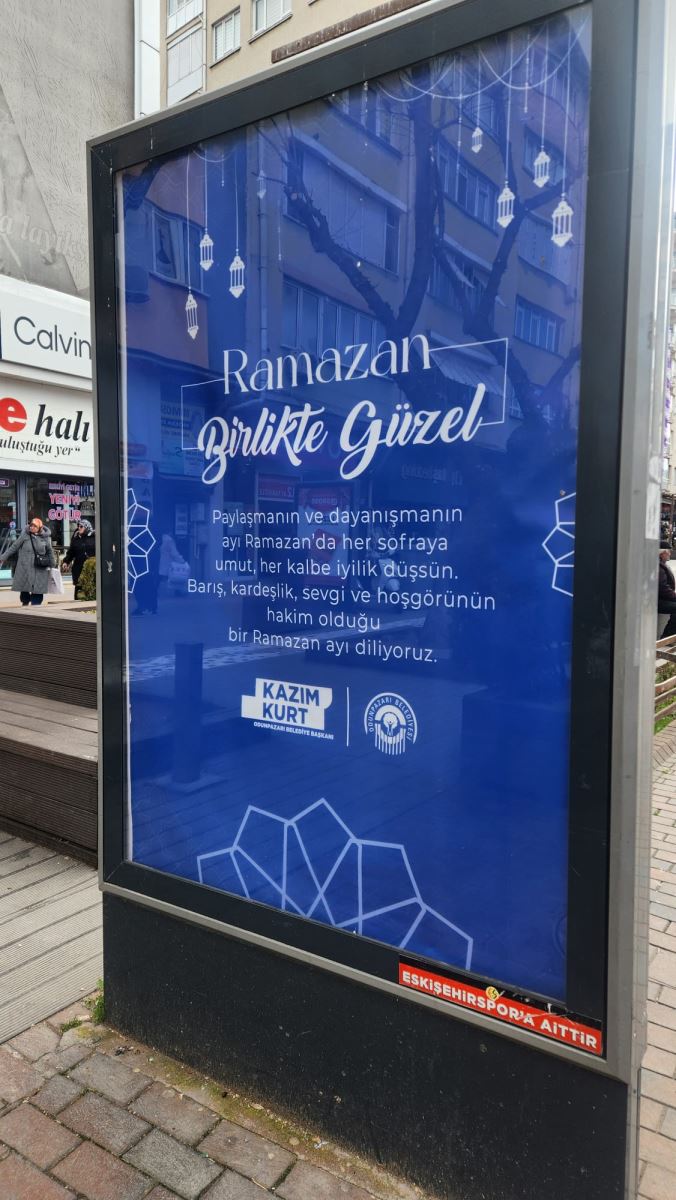 Calvin
e halı
uluştuğu yer"
YENİYİ
GÖTÜR
Ramazan
Birlikte Güzel
Paylaşmanın ve dayanışmanın
ayı Ramazan'da her sofraya
umut, her kalbe iyilik düşsün.
Barış, kardeşlik, sevgi ve hoşgörünün
hakim olduğu
bir Ramazan ayı diliyoruz.
KAZIM
KURT
ODUNPAZARI BELEDİYE BAŞKANI
ODUNPAZARI BELEDİYESİ
ESKİŞEHİRSPOR'A AİTTİR